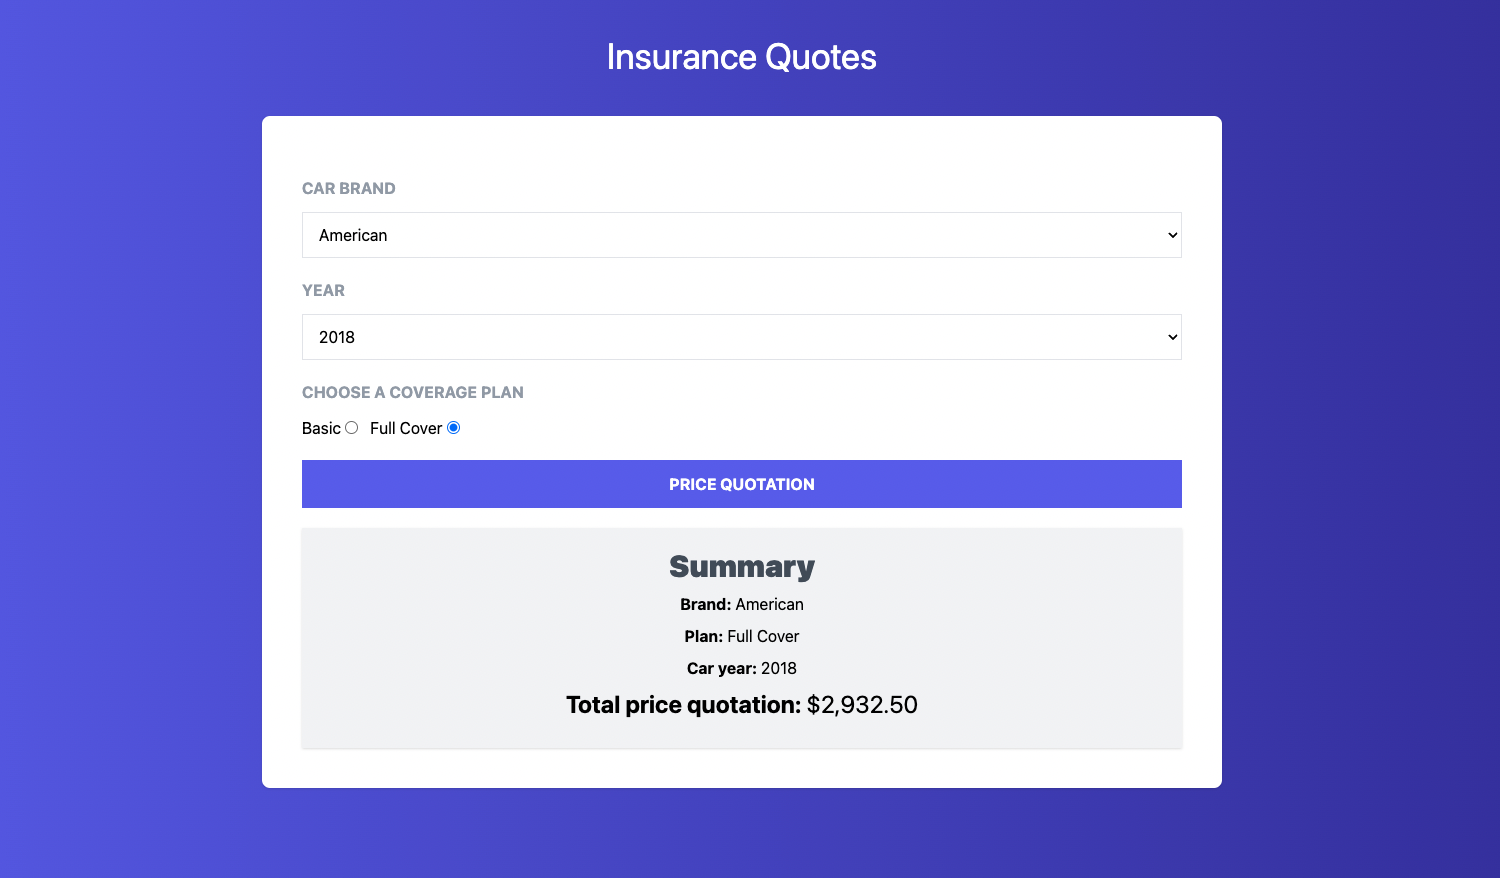 Insurance Quotes
CAR BRAND
American
YEAR
2018
CHOOSE A COVERAGE PLAN
Basic Full Cover
PRICE QUOTATION
Summary
Brand: American
Plan: Full Cover
Car year: 2018
Total price quotation: $2,932.50